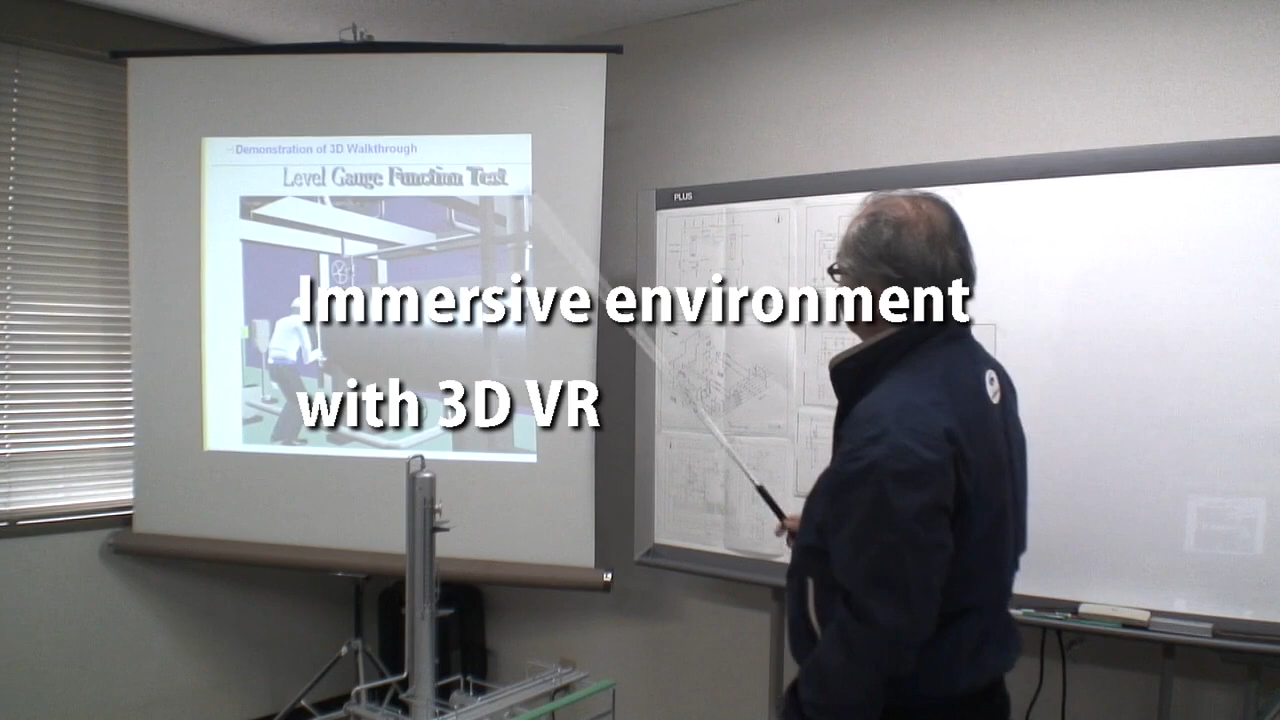 Demonstration of 3D Walkthrough
Level Gauge Function Test
PLUS
Immersive environment
with 3D VR